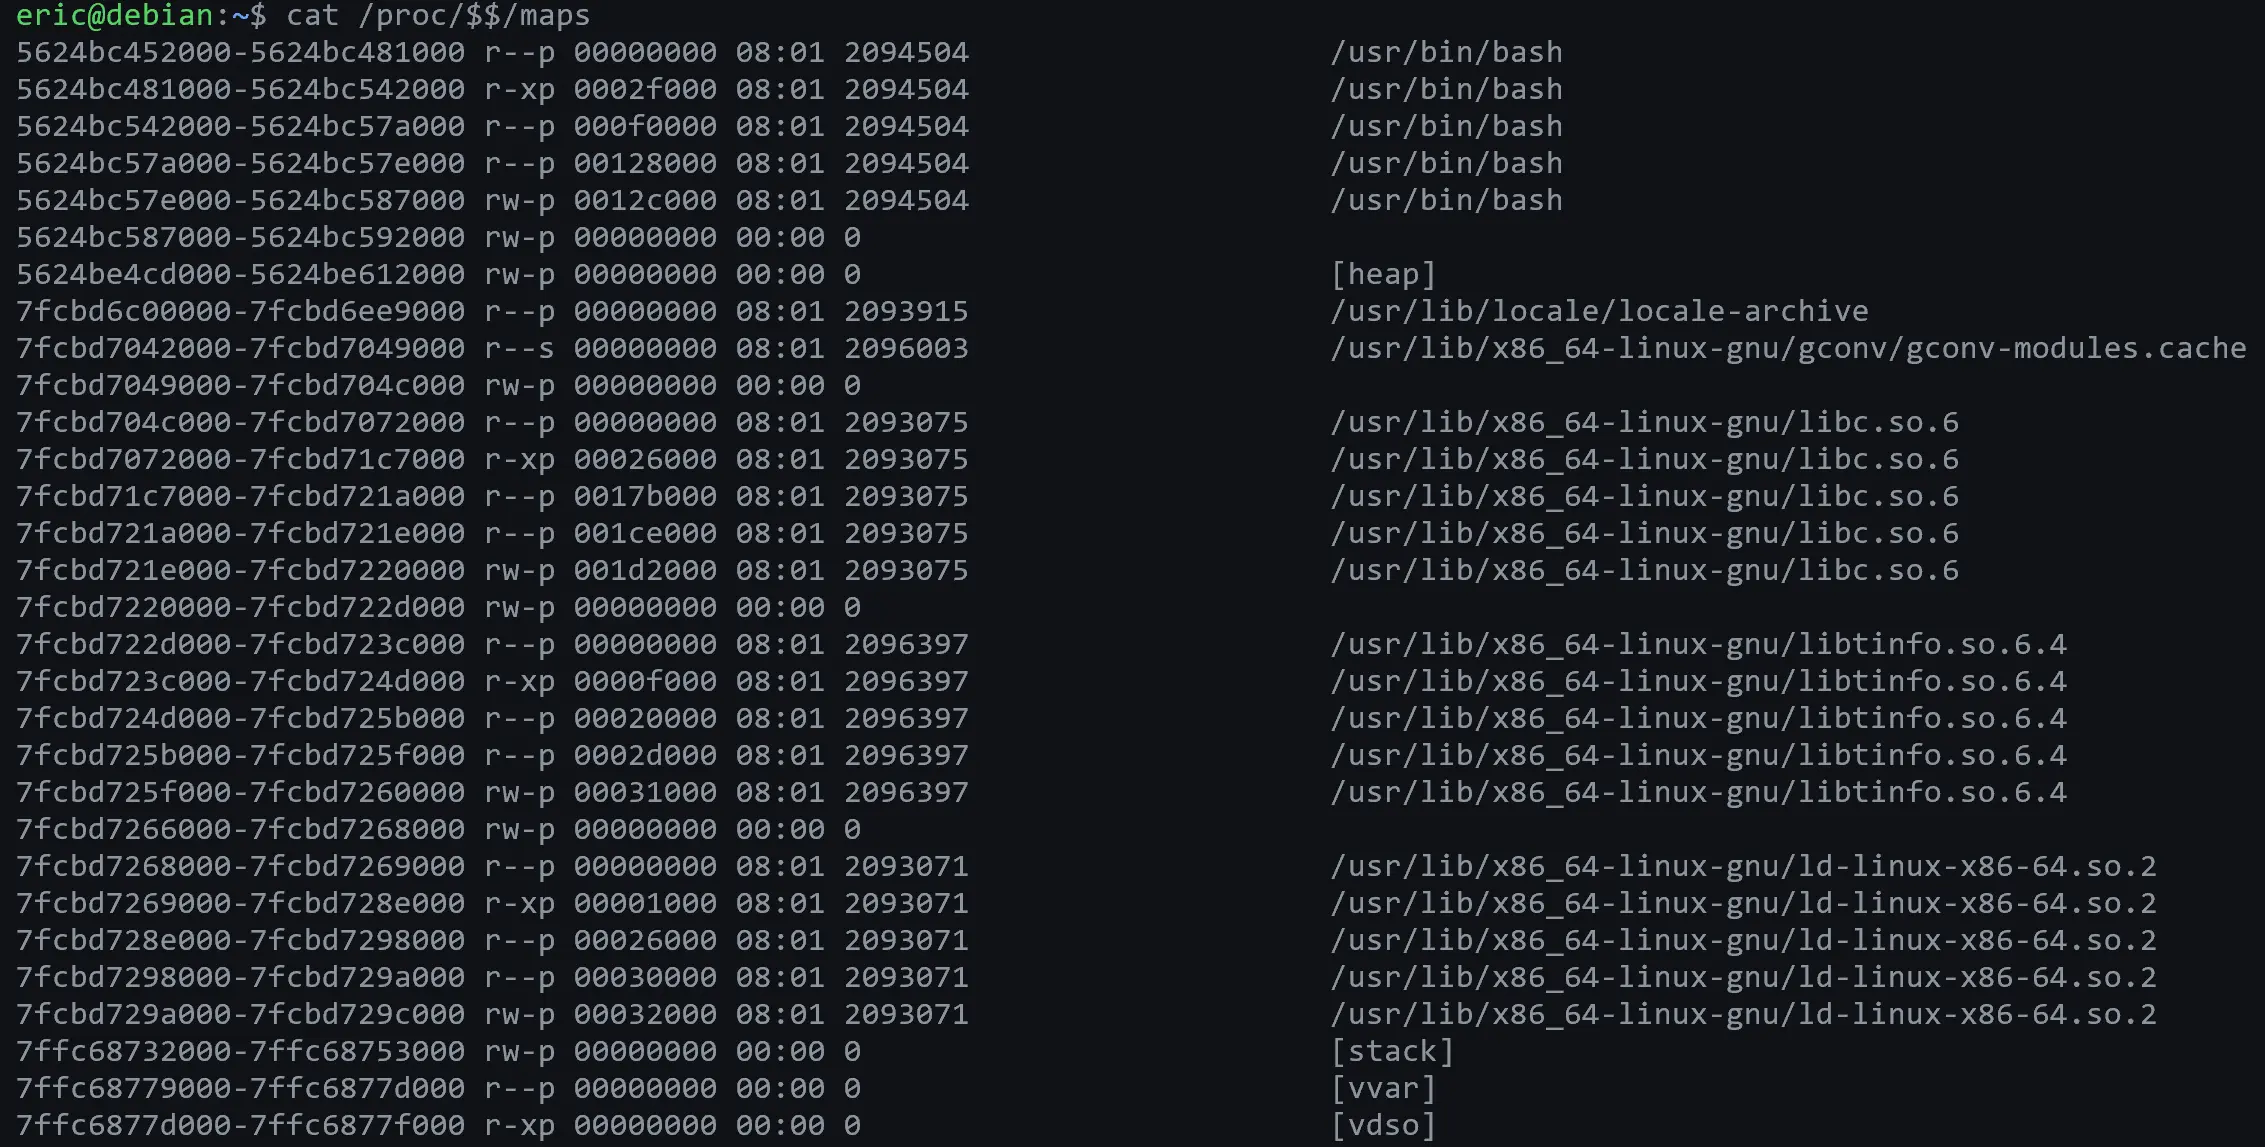 eric@debian:~$ cat /proc/$$/maps
5624bc452000-5624bc481000 r--p 00000000 08:01 2094504 /usr/bin/bash
5624bc481000-5624bc542000 r-xp 0002f000 08:01 2094504 /usr/bin/bash
5624bc542000-5624bc57a000 r--p 000f0000 08:01 2094504 /usr/bin/bash
5624bc57a000-5624bc57e000 r--p 00128000 08:01 2094504 /usr/bin/bash
5624bc57e000-5624bc587000 rw-p 0012c000 08:01 2094504 /usr/bin/bash
5624bc587000-5624bc592000 rw-p 00000000 00:00 0
5624be4cd000-5624be612000 rw-p 00000000 00:00 0 [heap]
7fcbd6c00000-7fcbd6ee9000 r--p 00000000 08:01 2093915 /usr/lib/locale/locale-archive
7fcbd7042000-7fcbd7049000 r--s 00000000 08:01 2096003 /usr/lib/x86_64-linux-gnu/gconv/gconv-modules.cache
7fcbd7049000-7fcbd704c000 rw-p 00000000 00:00 0
7fcbd704c000-7fcbd7072000 r--p 00000000 08:01 2093075 /usr/lib/x86_64-linux-gnu/libc.so.6
7fcbd7072000-7fcbd71c7000 r-xp 00026000 08:01 2093075 /usr/lib/x86_64-linux-gnu/libc.so.6
7fcbd71c7000-7fcbd721a000 r--p 0017b000 08:01 2093075 /usr/lib/x86_64-linux-gnu/libc.so.6
7fcbd721a000-7fcbd721e000 r--p 001ce000 08:01 2093075 /usr/lib/x86_64-linux-gnu/libc.so.6
7fcbd721e000-7fcbd7220000 rw-p 001d2000 08:01 2093075 /usr/lib/x86_64-linux-gnu/libc.so.6
7fcbd7220000-7fcbd722d000 rw-p 00000000 00:00 0
7fcbd722d000-7fcbd723c000 r--p 00000000 08:01 2096397 /usr/lib/x86_64-linux-gnu/libtinfo.so.6.4
7fcbd723c000-7fcbd724d000 r-xp 0000f000 08:01 2096397 /usr/lib/x86_64-linux-gnu/libtinfo.so.6.4
7fcbd724d000-7fcbd725b000 r--p 00020000 08:01 2096397 /usr/lib/x86_64-linux-gnu/libtinfo.so.6.4
7fcbd725b000-7fcbd725f000 r--p 0002d000 08:01 2096397 /usr/lib/x86_64-linux-gnu/libtinfo.so.6.4
7fcbd725f000-7fcbd7260000 rw-p 00031000 08:01 2096397 /usr/lib/x86_64-linux-gnu/libtinfo.so.6.4
7fcbd7266000-7fcbd7268000 rw-p 00000000 00:00 0
7fcbd7268000-7fcbd7269000 r--p 00000000 08:01 2093071 /usr/lib/x86_64-linux-gnu/ld-linux-x86-64.so.2
7fcbd7269000-7fcbd728e000 r-xp 00001000 08:01 2093071 /usr/lib/x86_64-linux-gnu/ld-linux-x86-64.so.2
7fcbd728e000-7fcbd7298000 r--p 00026000 08:01 2093071 /usr/lib/x86_64-linux-gnu/ld-linux-x86-64.so.2
7fcbd7298000-7fcbd729a000 r--p 00030000 08:01 2093071 /usr/lib/x86_64-linux-gnu/ld-linux-x86-64.so.2
7fcbd729a000-7fcbd729c000 rw-p 00032000 08:01 2093071 /usr/lib/x86_64-linux-gnu/ld-linux-x86-64.so.2
7ffc68732000-7ffc68753000 rw-p 00000000 00:00 0 [stack]
7ffc68779000-7ffc6877d000 r--p 00000000 00:00 0 [vvar]
7ffc6877d000-7ffc6877f000 r-xp 00000000 00:00 0 [vdso]